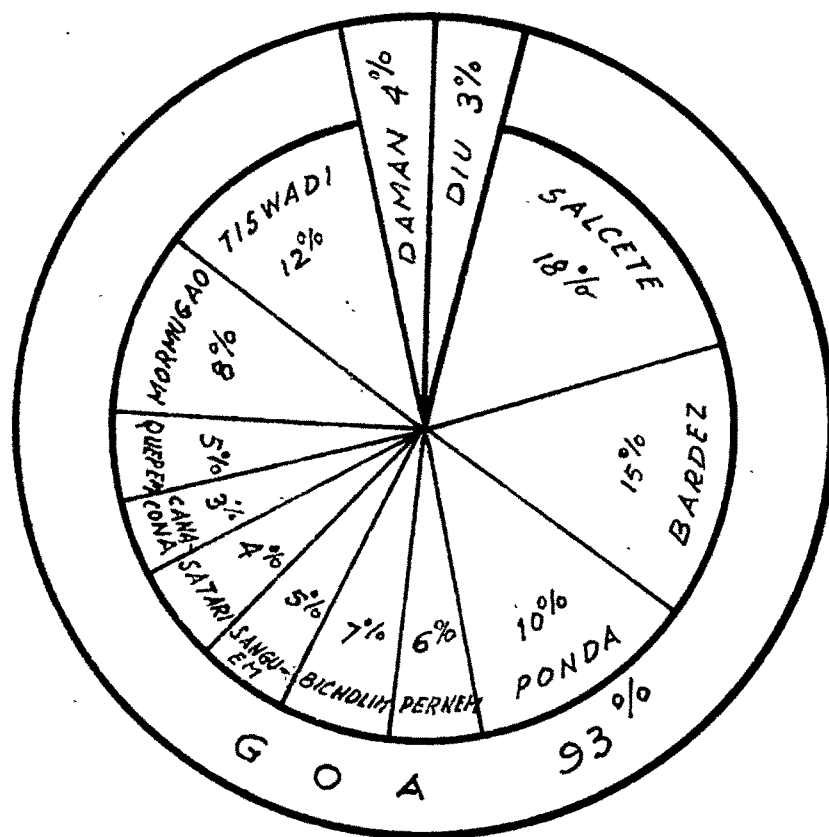 DAMAN 4%
DIU 3%
SALCETE
18%
BARDEZ
15%
PONDA
10%
PERNEM
6%
BICHOLIM
7%
SANGU-
EM
5%
SATARI
4%
CANA-
CONA
3%
QUEPEM
5%
MORMUGAO
8%
TISWADI
12%
GOA 93%